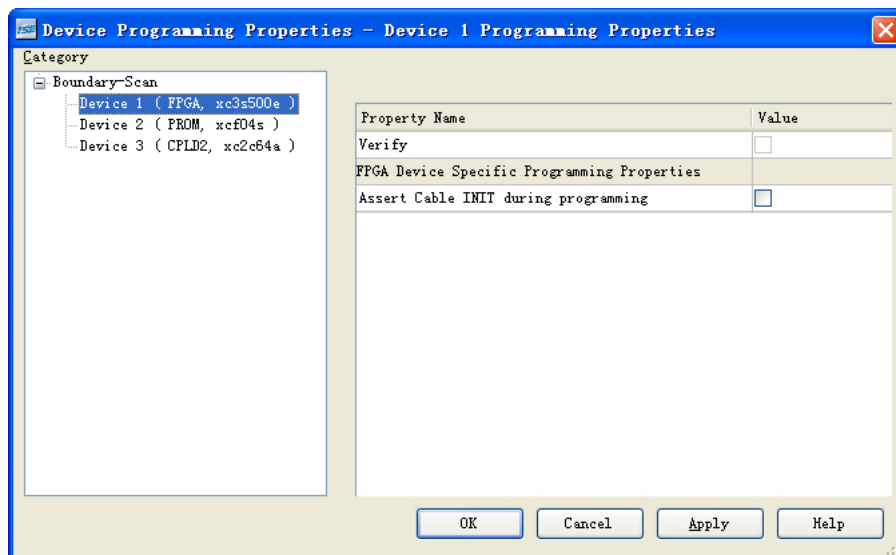 ISE Device Programming Properties - Device 1 Programming Properties
Category
Boundary-Scan
Device 1 ( FPGA, xc3s500e )
Device 2 ( PROM, xcf04s )
Device 3 ( CPLD2, xc2c64a )
Property Name Value
Verify
FPGA Device Specific Programming Properties
Assert Cable INIT during programming
OK Cancel Apply Help